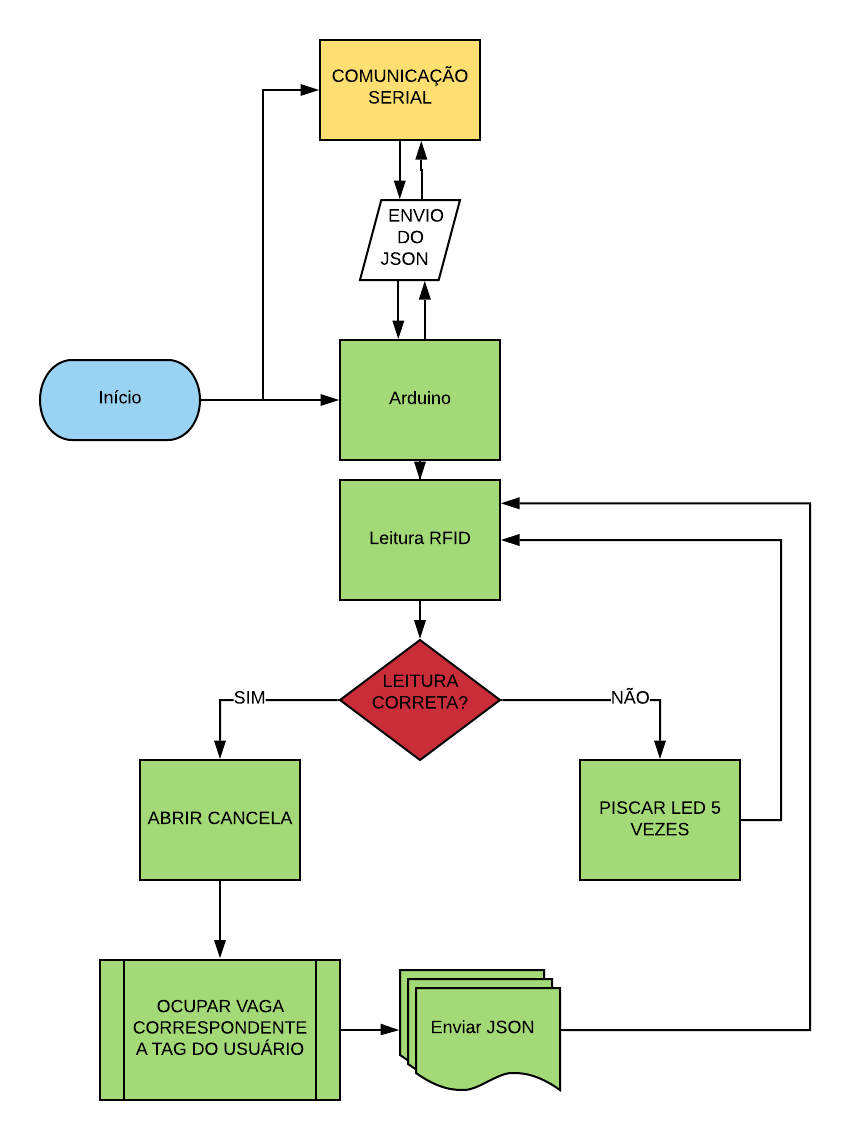 COMUNICAÇÃO
SERIAL
ENVIO
DO
JSON
Início
Arduino
Leitura RFID
LEITURA
CORRETA?
SIM
NÃO
ABRIR CANCELA
PISCAR LED 5
VEZES
OCUPAR VAGA
CORRESPONDENTE
A TAG DO USUÁRIO
Enviar JSON